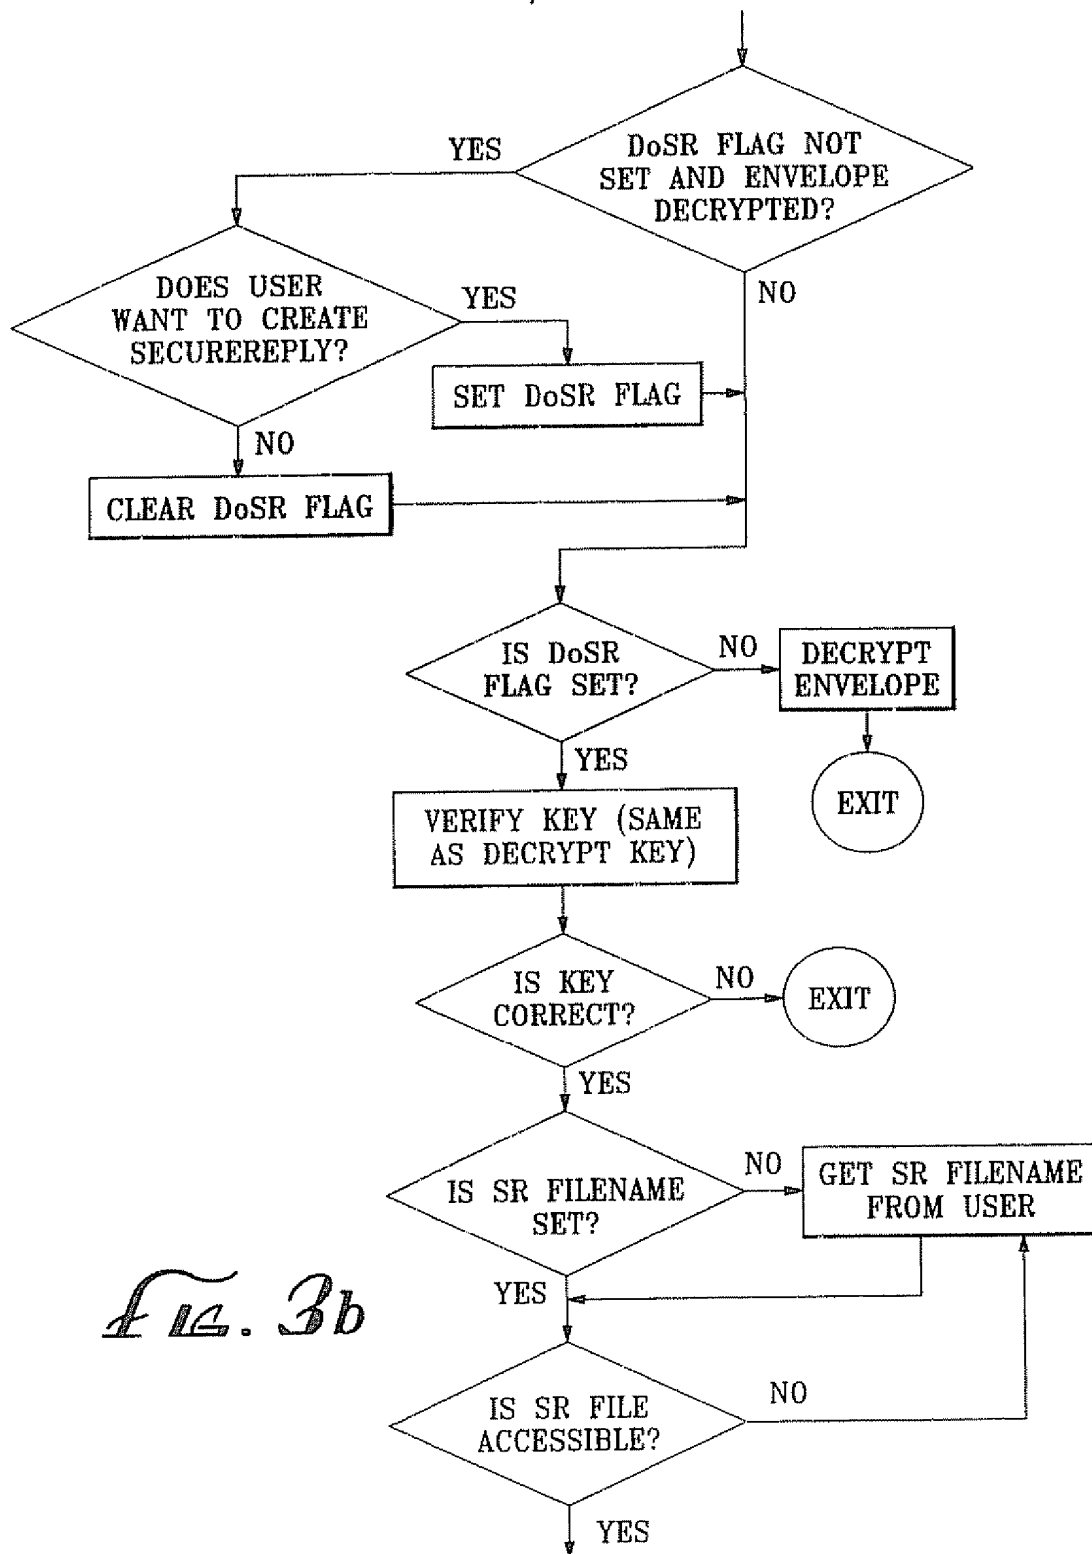 DoSR FLAG NOT
SET AND ENVELOPE
DECRYPTED?
YES
NO
DOES USER
WANT TO CREATE
SECUREREPLY?
YES
SET DoSR FLAG
NO
CLEAR DoSR FLAG
IS DoSR
FLAG SET?
NO
DECRYPT
ENVELOPE
EXIT
YES
VERIFY KEY (SAME
AS DECRYPT KEY)
IS KEY
CORRECT?
NO
EXIT
YES
IS SR FILENAME
SET?
NO
GET SR FILENAME
FROM USER
YES
IS SR FILE
ACCESSIBLE?
NO
YES
FIG. 3b